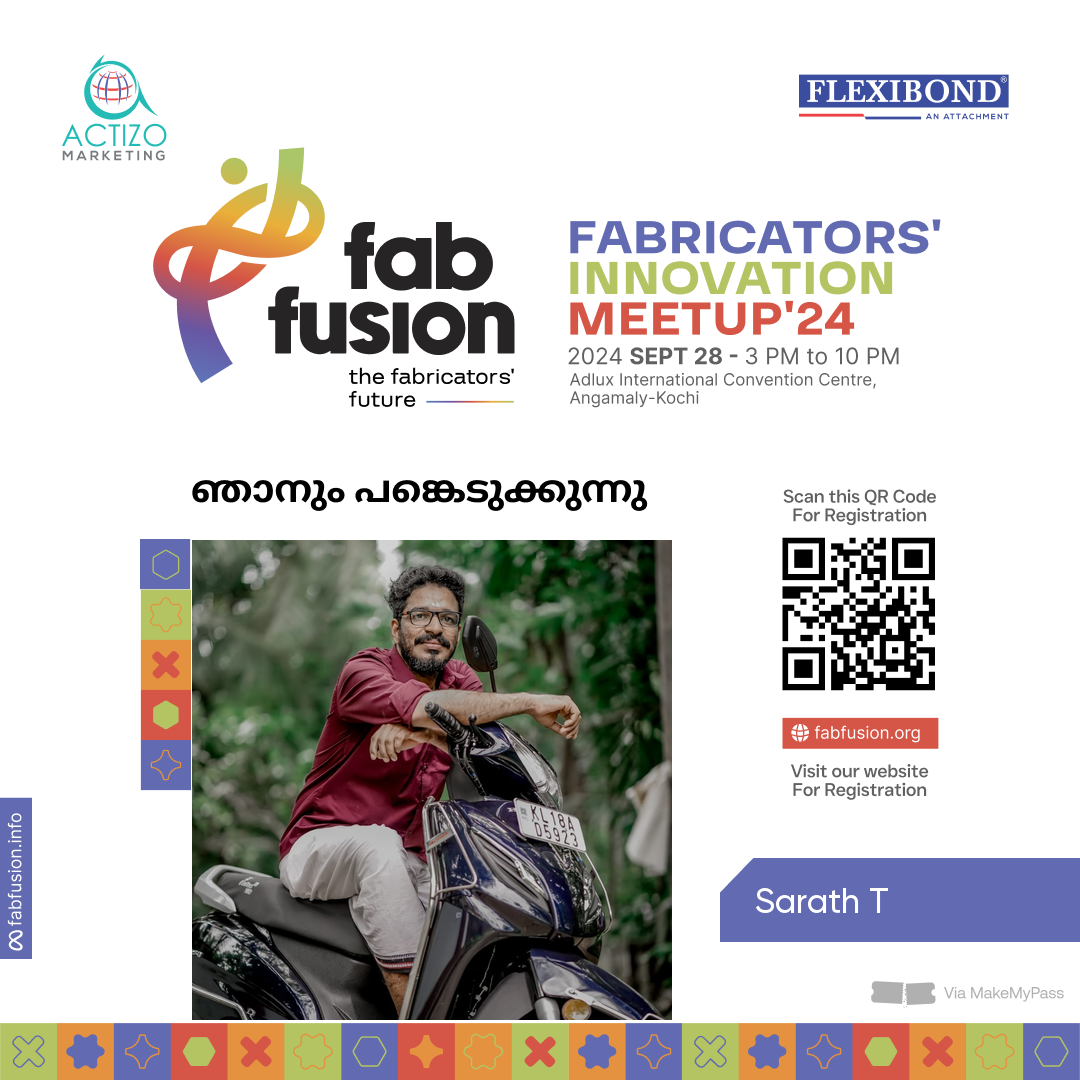 ACTIZO
MARKETING
FLEXIBOND®
AN ATTACHMENT
fab
fusion
the fabricators'
future
FABRICATORS'
INNOVATION
MEETUP'24
2024 SEPT 28 - 3 PM to 10 PM
Adlux International Convention Centre,
Angamaly-Kochi
ഞാനും പങ്കെടുക്കുന്നു
Scan this QR Code
For Registration
fabfusion.org
Visit our website
For Registration
KL18A
D5923
fabfusion.info
Sarath T
Via MakeMyPass